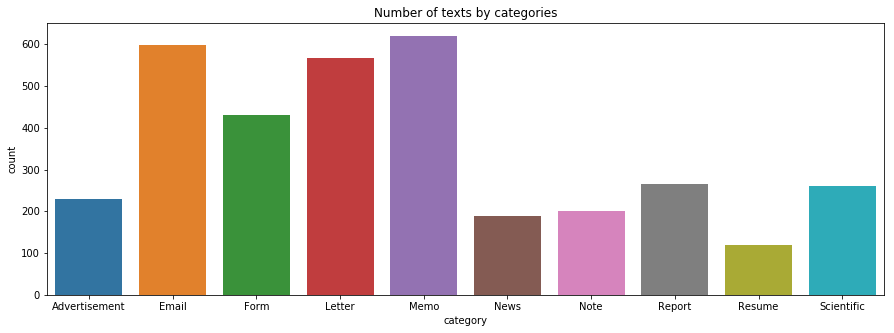 Number of texts by categories
count
600
500
400
300
200
100
0
Advertisement Email Form Letter Memo News Note Report Resume Scientific
category